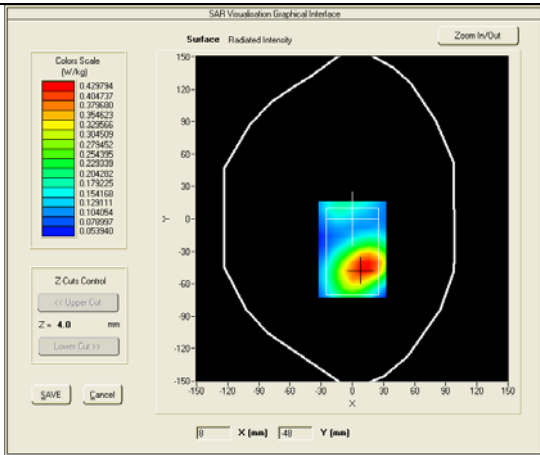 SAR Visualisation Graphical Interface
Surface Radiated Intensity
Zoom In/Out
Colors Scale
(W/kg)
0.429794
0.404737
0.379680
0.354623
0.329566
0.304509
0.279452
0.254395
0.229339
0.204282
0.179225
0.154168
0.129111
0.104054
0.078997
0.053940
Z-Cuts Control
<< Upper Cut
Z = 4.0 mm
Lower Cut >>
SAVE Cancel
150
120
90
60
30
0
-30
-60
-90
-120
-150
Y
-150 -120 -90 -60 -30 0 30 60 90 120 150
X
8 X (mm) -48 Y (mm)